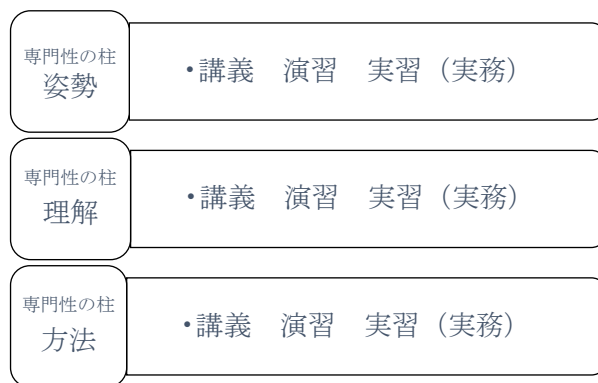 専門性の柱
姿勢
・講義　演習　実習（実務）
専門性の柱
理解
・講義　演習　実習（実務）
専門性の柱
方法
・講義　演習　実習（実務）